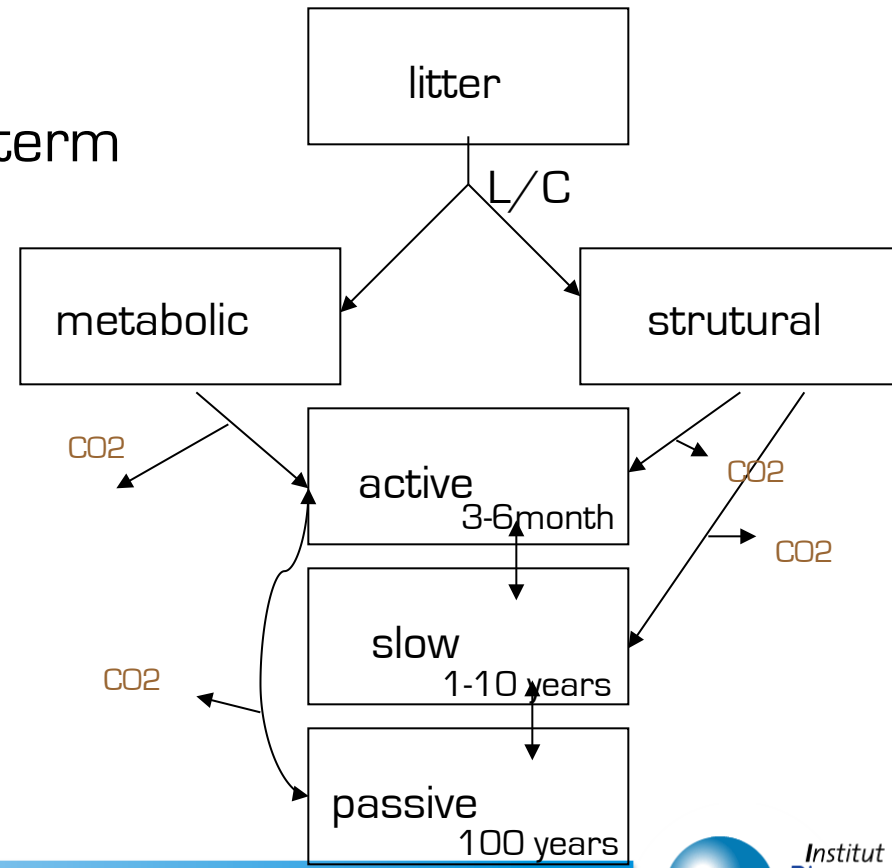 litter
term
L/C
metabolic
strutural
CO2
CO2
active
3-6month
CO2
slow
1-10 years
CO2
passive
100 years
Institut